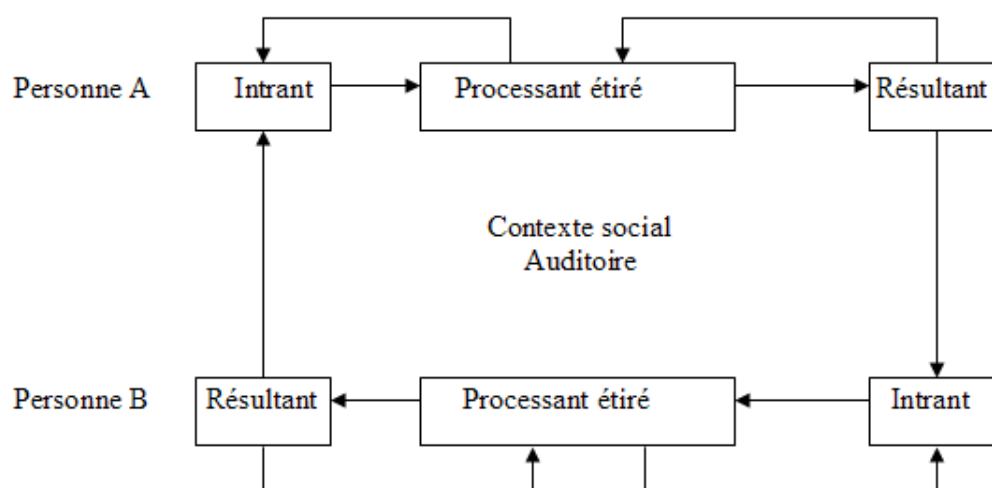 Personne A
Intrant
Processant étiré
Résultant
Contexte social
Auditoire
Personne B
Résultant
Processant étiré
Intrant